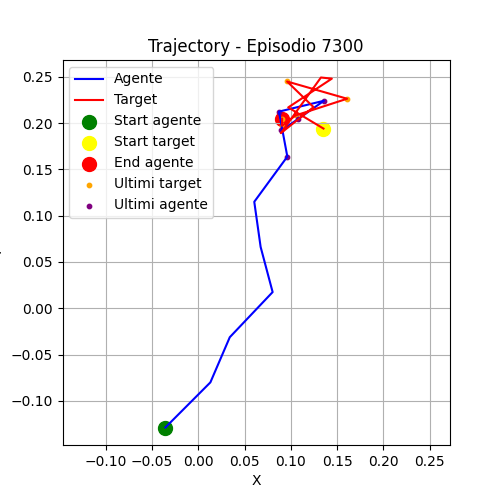 Trajectory - Episodio 7300
Agente
Target
Start agente
Start target
End agente
Ultimi target
Ultimi agente
0.25
0.20
0.15
0.10
0.05
0.00
−0.05
−0.10
−0.10
−0.05
0.00
0.05
0.10
0.15
0.20
0.25
X